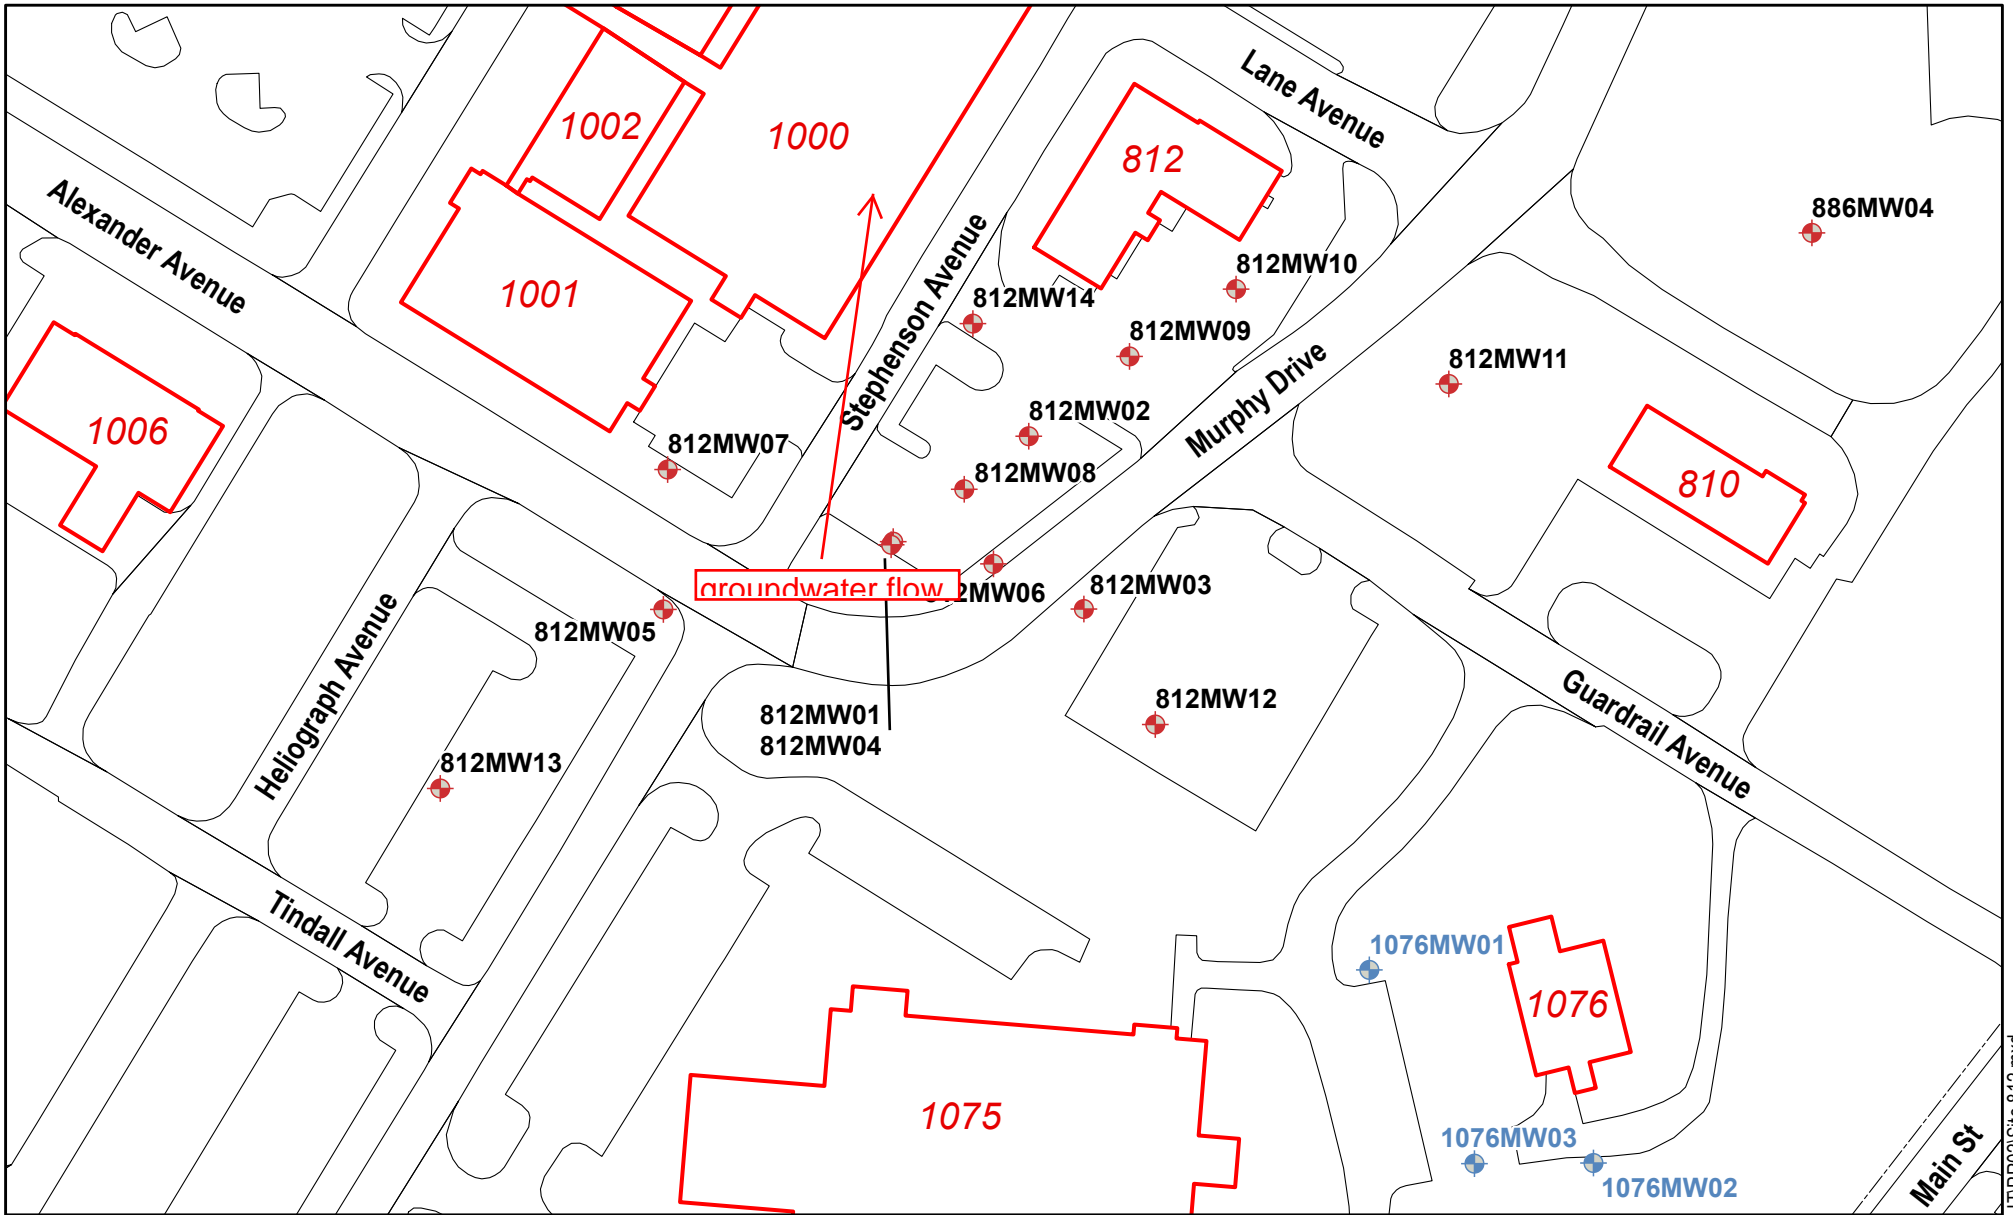 Lane Avenue
1002
1000
812
Alexander Avenue
886MW04
812MW10
1001
812MW14
Stephenson Avenue
812MW09
812MW11
Murphy Drive
812MW02
1006
812MW07
812MW08
810
groundwater flow
812MW03
MW06
812MW05
Heliograph Avenue
812MW12
812MW01
812MW04
Guardrail Avenue
812MW13
Tindall Avenue
1076MW01
1076
1075
1076MW03
1076MW02
Main St